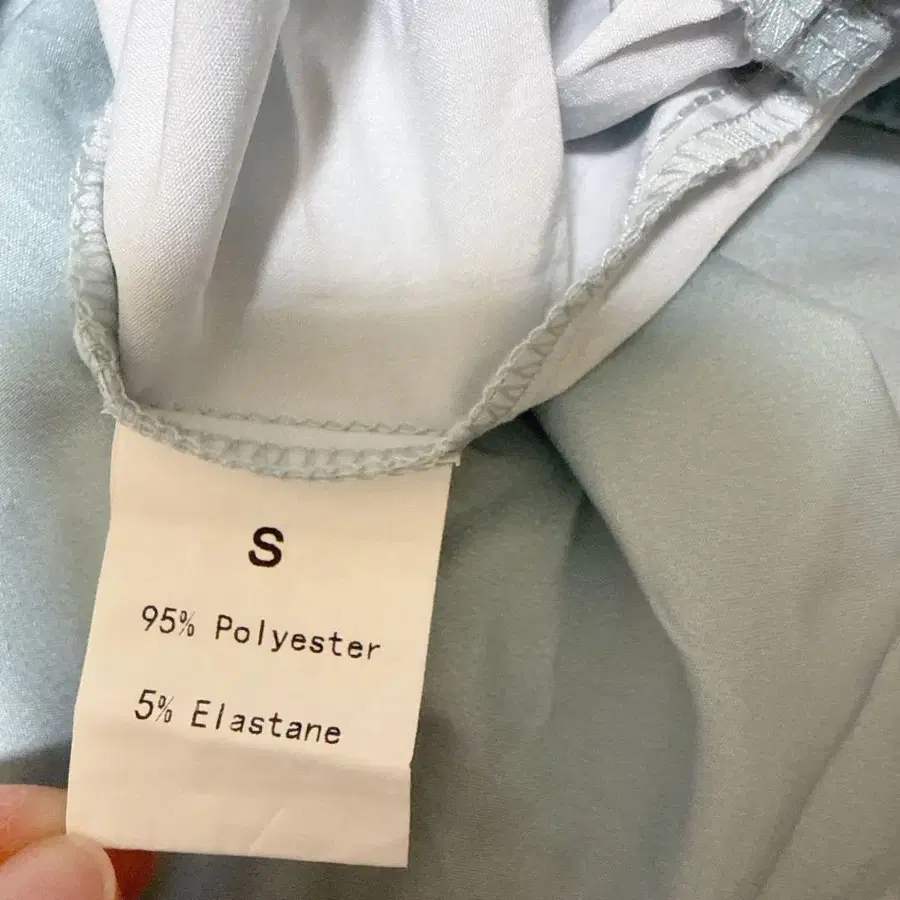 S
95% Polyester
5% Elastane